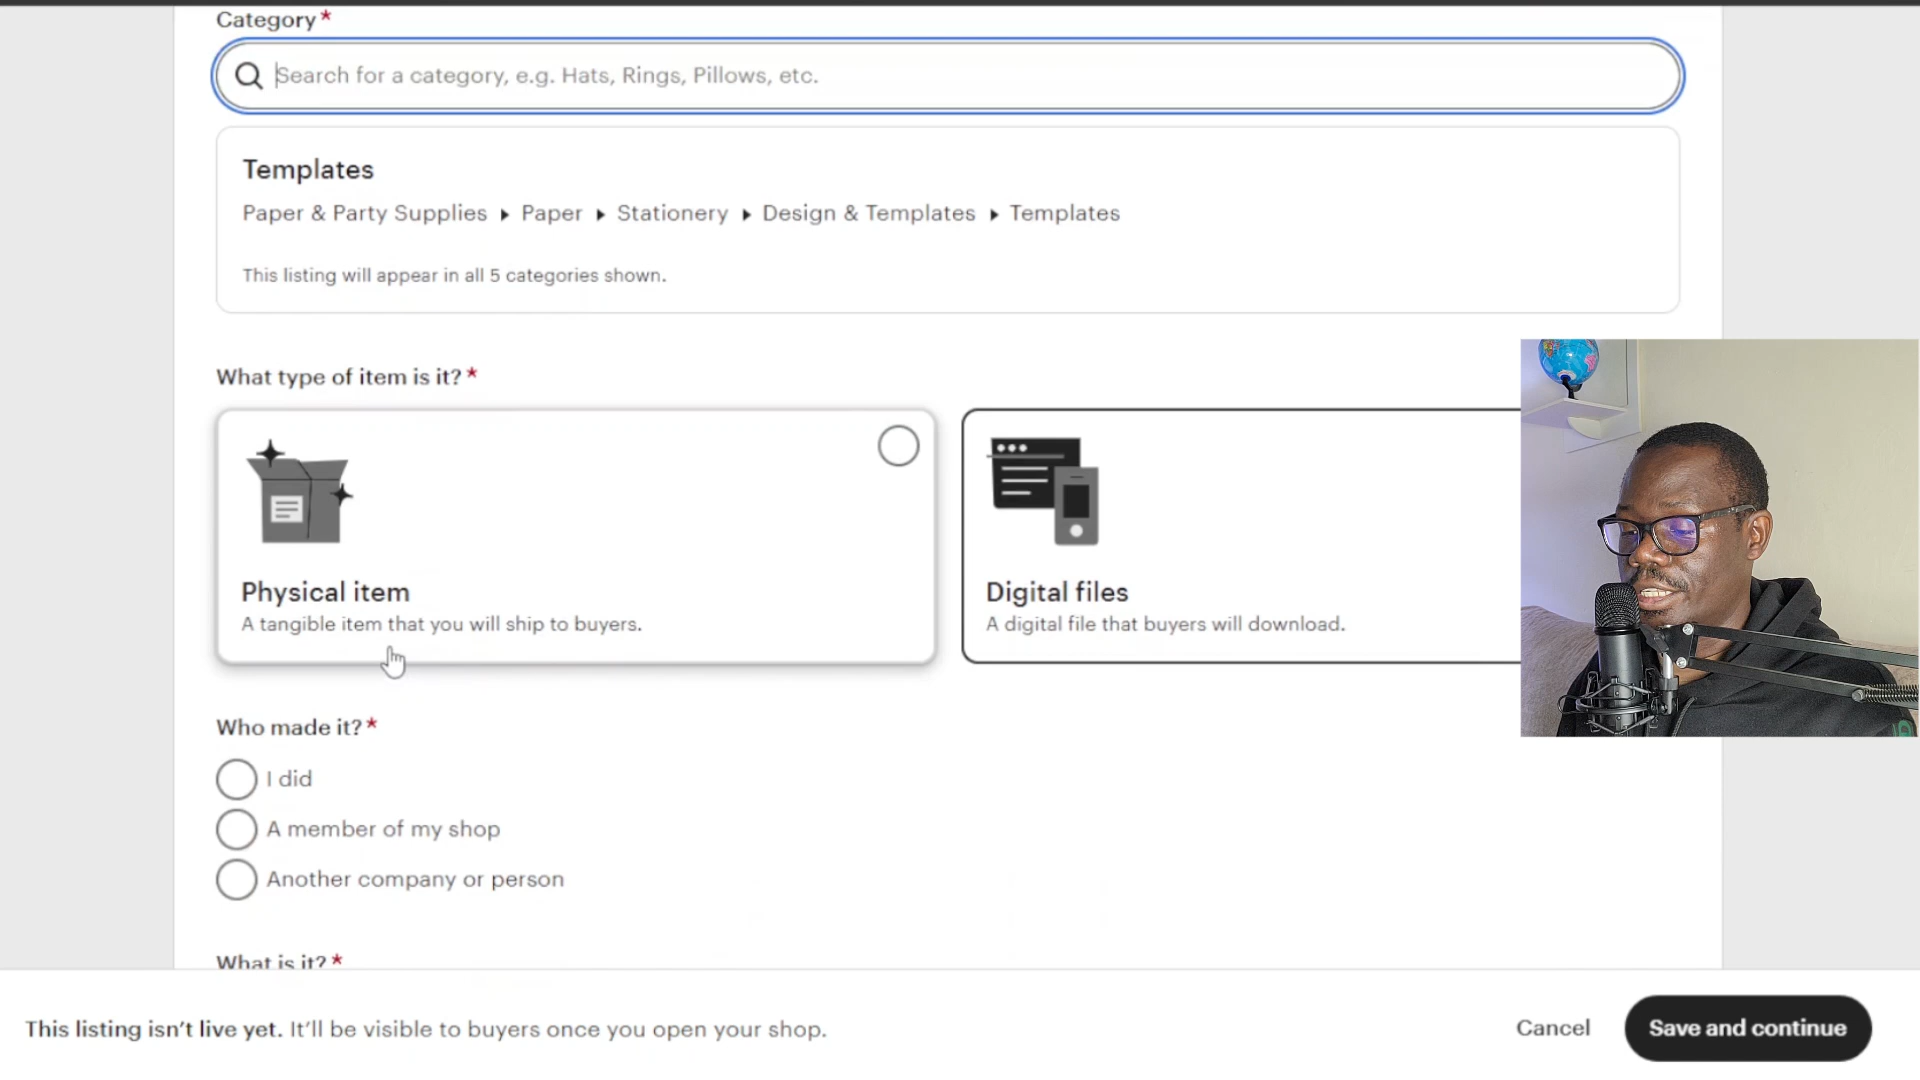 Category*
Search for a category, e.g. Hats, Rings, Pillows, etc.
Templates
Paper & Party Supplies ▸ Paper ▸ Stationery ▸ Design & Templates ▸ Templates
This listing will appear in all 5 categories shown.
What type of item is it?*
Physical item
A tangible item that you will ship to buyers.
Digital files
A digital file that buyers will download.
Who made it?*
I did
A member of my shop
Another company or person
What is it?*
This listing isn't live yet. It'll be visible to buyers once you open your shop.
Cancel
Save and continue